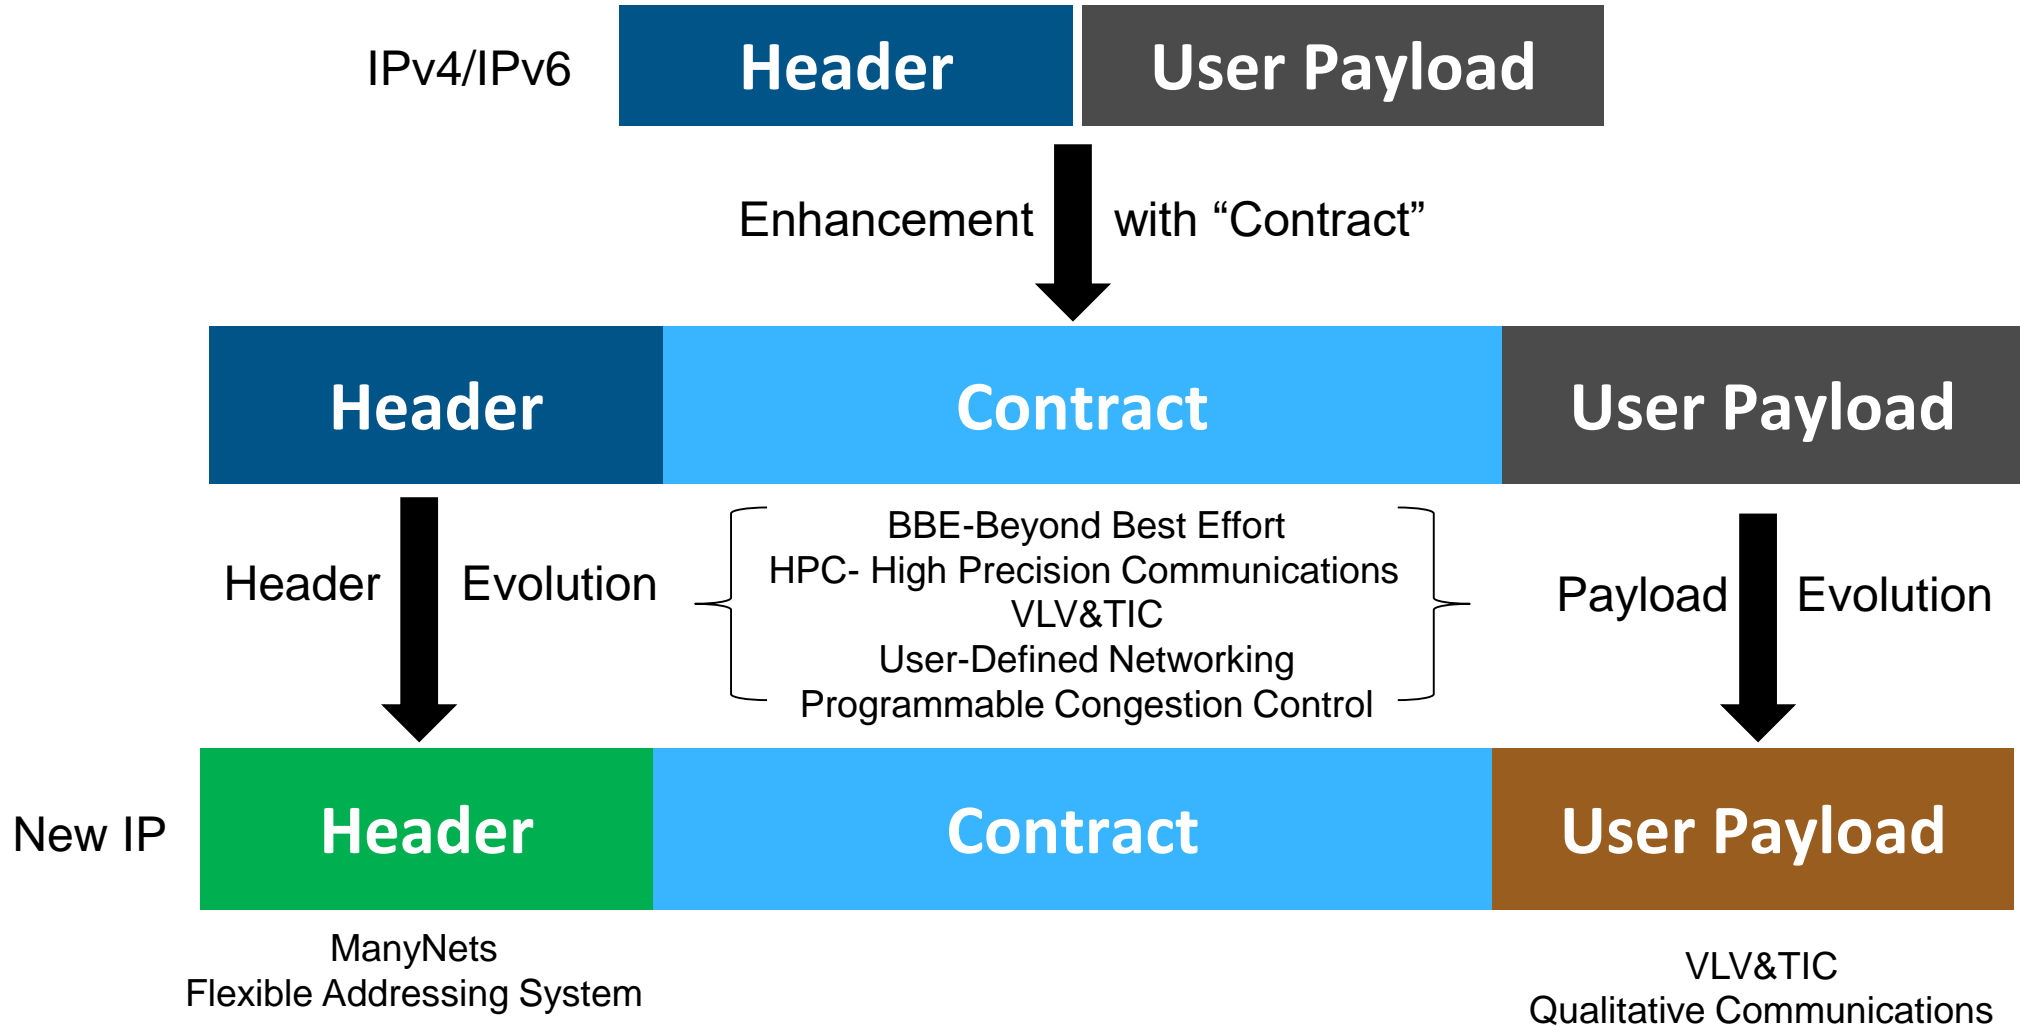 IPv4/IPv6
Header
User Payload
Enhancement with “Contract”
Header
Contract
User Payload
Header Evolution
BBE-Beyond Best Effort
HPC- High Precision Communications
VLV&TIC
User-Defined Networking
Programmable Congestion Control
Payload Evolution
New IP
Header
Contract
User Payload
ManyNets
Flexible Addressing System
VLV&TIC
Qualitative Communications